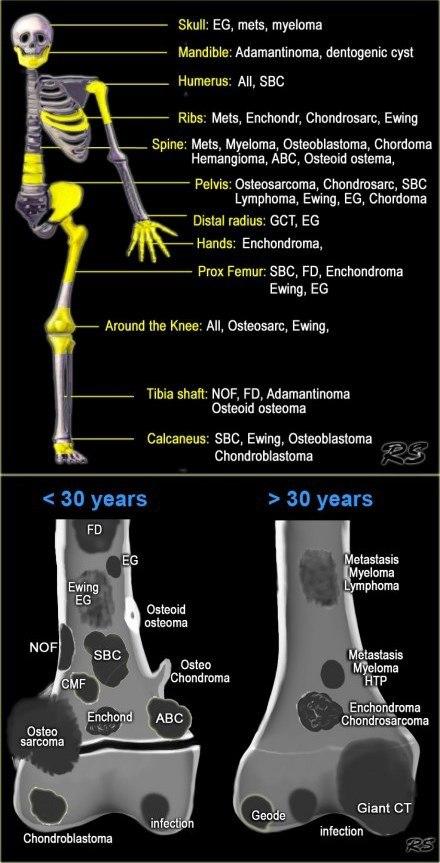 Skull: EG, mets, myeloma
Mandible: Adamantinoma, dentogenic cyst
Humerus: All, SBC
Ribs: Mets, Enchondr, Chondrosarc, Ewing
Spine: Mets, Myeloma, Osteoblastoma, Chordoma
Hemangioma, ABC, Osteoid ostema,
Pelvis: Osteosarcoma, Chondrosarc, SBC
Lymphoma, Ewing, EG, Chordoma
Distal radius: GCT, EG
Hands: Enchondroma,
Prox Femur: SBC, FD, Enchondroma
Ewing, EG
Around the Knee: All, Osteosarc, Ewing,
Tibia shaft: NOF, FD, Adamantinoma
Osteoid osteoma
Calcaneus: SBC, Ewing, Osteoblastoma
Chondroblastoma
RS
< 30 years
FD
EG
Ewing
EG
Osteoid
osteoma
NOF
SBC
Osteo
Chondroma
CMF
Enchond
ABC
Osteo
sarcoma
infection
Chondroblastoma
> 30 years
Metastasis
Myeloma
Lymphoma
Metastasis
Myeloma
HTP
Enchondroma
Chondrosarcoma
Geode
Giant CT
infection
RS